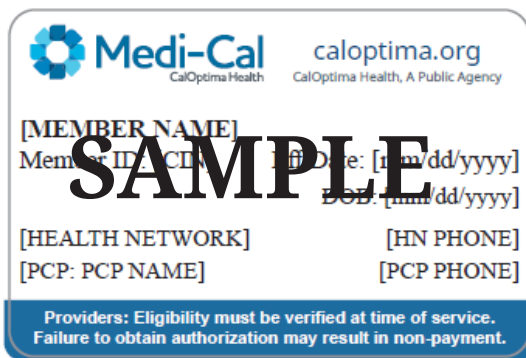 Medi-Cal
CalOptima Health
caloptima.org
CalOptima Health, A Public Agency
[MEMBER NAME]
Member ID: [CIN] Eff Date: [mm/dd/yyyy]
SAMPLE
DOB: [mm/dd/yyyy]
[HEALTH NETWORK] [HN PHONE]
[PCP: PCP NAME] [PCP PHONE]
Providers: Eligibility must be verified at time of service.
Failure to obtain authorization may result in non-payment.